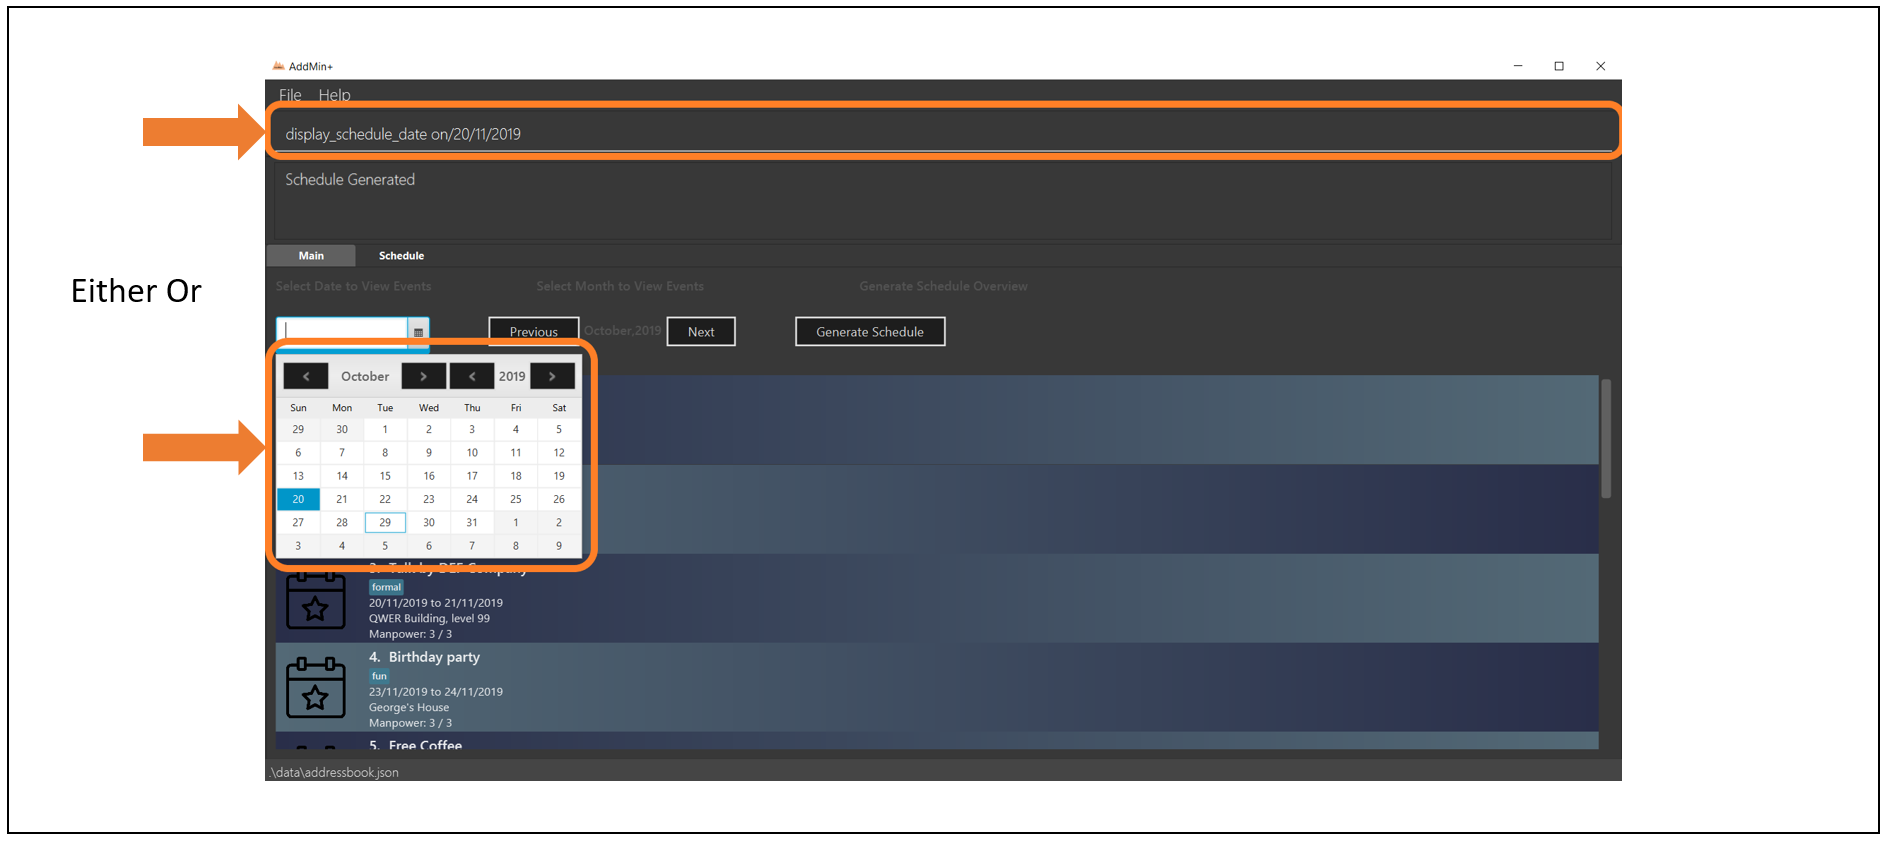 AddMin+
File Help
display_schedule_date on/20/11/2019
Schedule Generated
Main Schedule
Either Or
Select Date to View Events Select Month to View Events Generate Schedule Overview
Previous October,2019 Next Generate Schedule
< October > < 2019 >
Sun Mon Tue Wed Thu Fri Sat
29 30 1 2 3 4 5
6 7 8 9 10 11 12
13 14 15 16 17 18 19
20 21 22 23 24 25 26
27 28 29 30 31 1 2
3 4 5 6 7 8 9
3. Talk by DEF Company
formal
20/11/2019 to 21/11/2019
QWER Building, level 99
Manpower: 3 / 3
4. Birthday party
fun
23/11/2019 to 24/11/2019
George's House
Manpower: 3 / 3
5. Free Coffee
.\data\addressbook.json